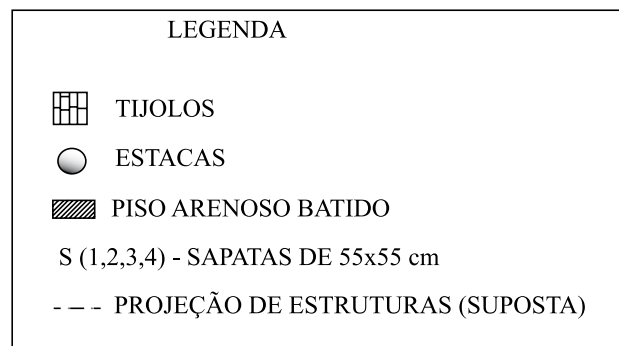 LEGENDA
TIJOLOS
ESTACAS
PISO ARENOSO BATIDO
S (1,2,3,4) - SAPATAS DE 55x55 cm
PROJEÇÃO DE ESTRUTURAS (SUPOSTA)